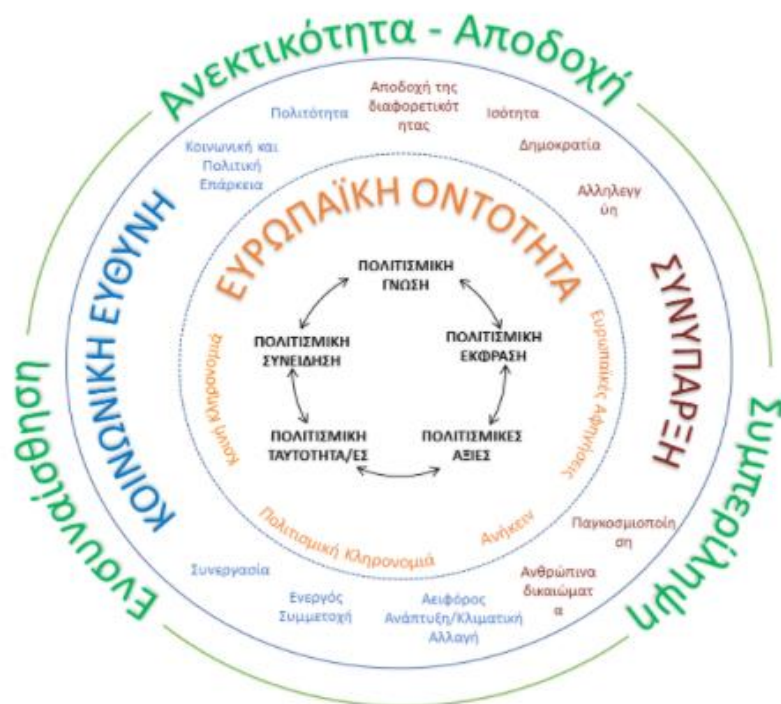 Ανεκτικότητα - Αποδοχή
Αποδοχή της
διαφορετικότ
ητας
Πολιτότητα
Ισότητα
Κοινωνική και
Πολιτική
Επάρκεια
Δημοκρατία
Αλληλεγγ
ύη
ΚΟΙΝΩΝΙΚΗ ΕΥΘΥΝΗ
ΕΥΡΩΠΑΪΚΗ ΟΝΤΟΤΗΤΑ
ΣΥΝΥΠΑΡΞΗ
ΠΟΛΙΤΙΣΜΙΚΗ
ΓΝΩΣΗ
ΠΟΛΙΤΙΣΜΙΚΗ
ΣΥΝΕΙΔΗΣΗ
ΠΟΛΙΤΙΣΜΙΚΗ
ΕΚΦΡΑΣΗ
ΠΟΛΙΤΙΣΜΙΚΗ
ΤΑΥΤΟΤΗΤΑ/ΕΣ
ΠΟΛΙΤΙΣΜΙΚΕΣ
ΑΞΙΕΣ
Κοινή Κληρονομιά
Ευρωπαϊκές Αφηγήσεις
Πολιτισμική Κληρονομιά
Ανήκειν
Ενσυναίσθηση
Συμπερίληψη
Παγκοσμιοποίη
ση
Συνεργασία
Ανθρώπινα
δικαιώματ
α
Ενεργός
Συμμετοχή
Αειφόρος
Ανάπτυξη/Κλιματική
Αλλαγή